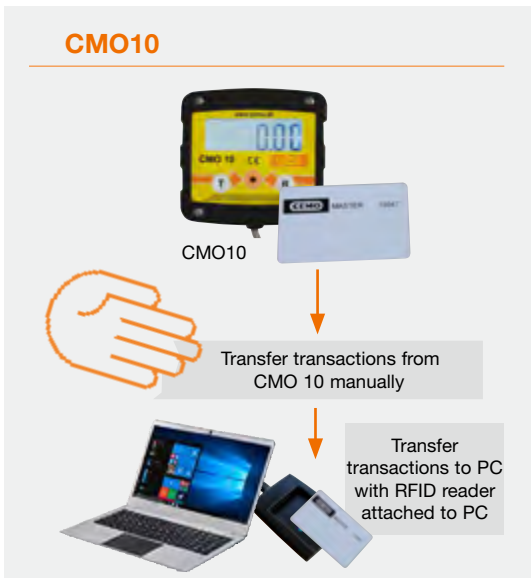 CMO10
0.00
CMO 10 CE
T R
CEMO MASTER
CMO10
Transfer transactions from
CMO 10 manually
Transfer
transactions to PC
with RFID reader
attached to PC